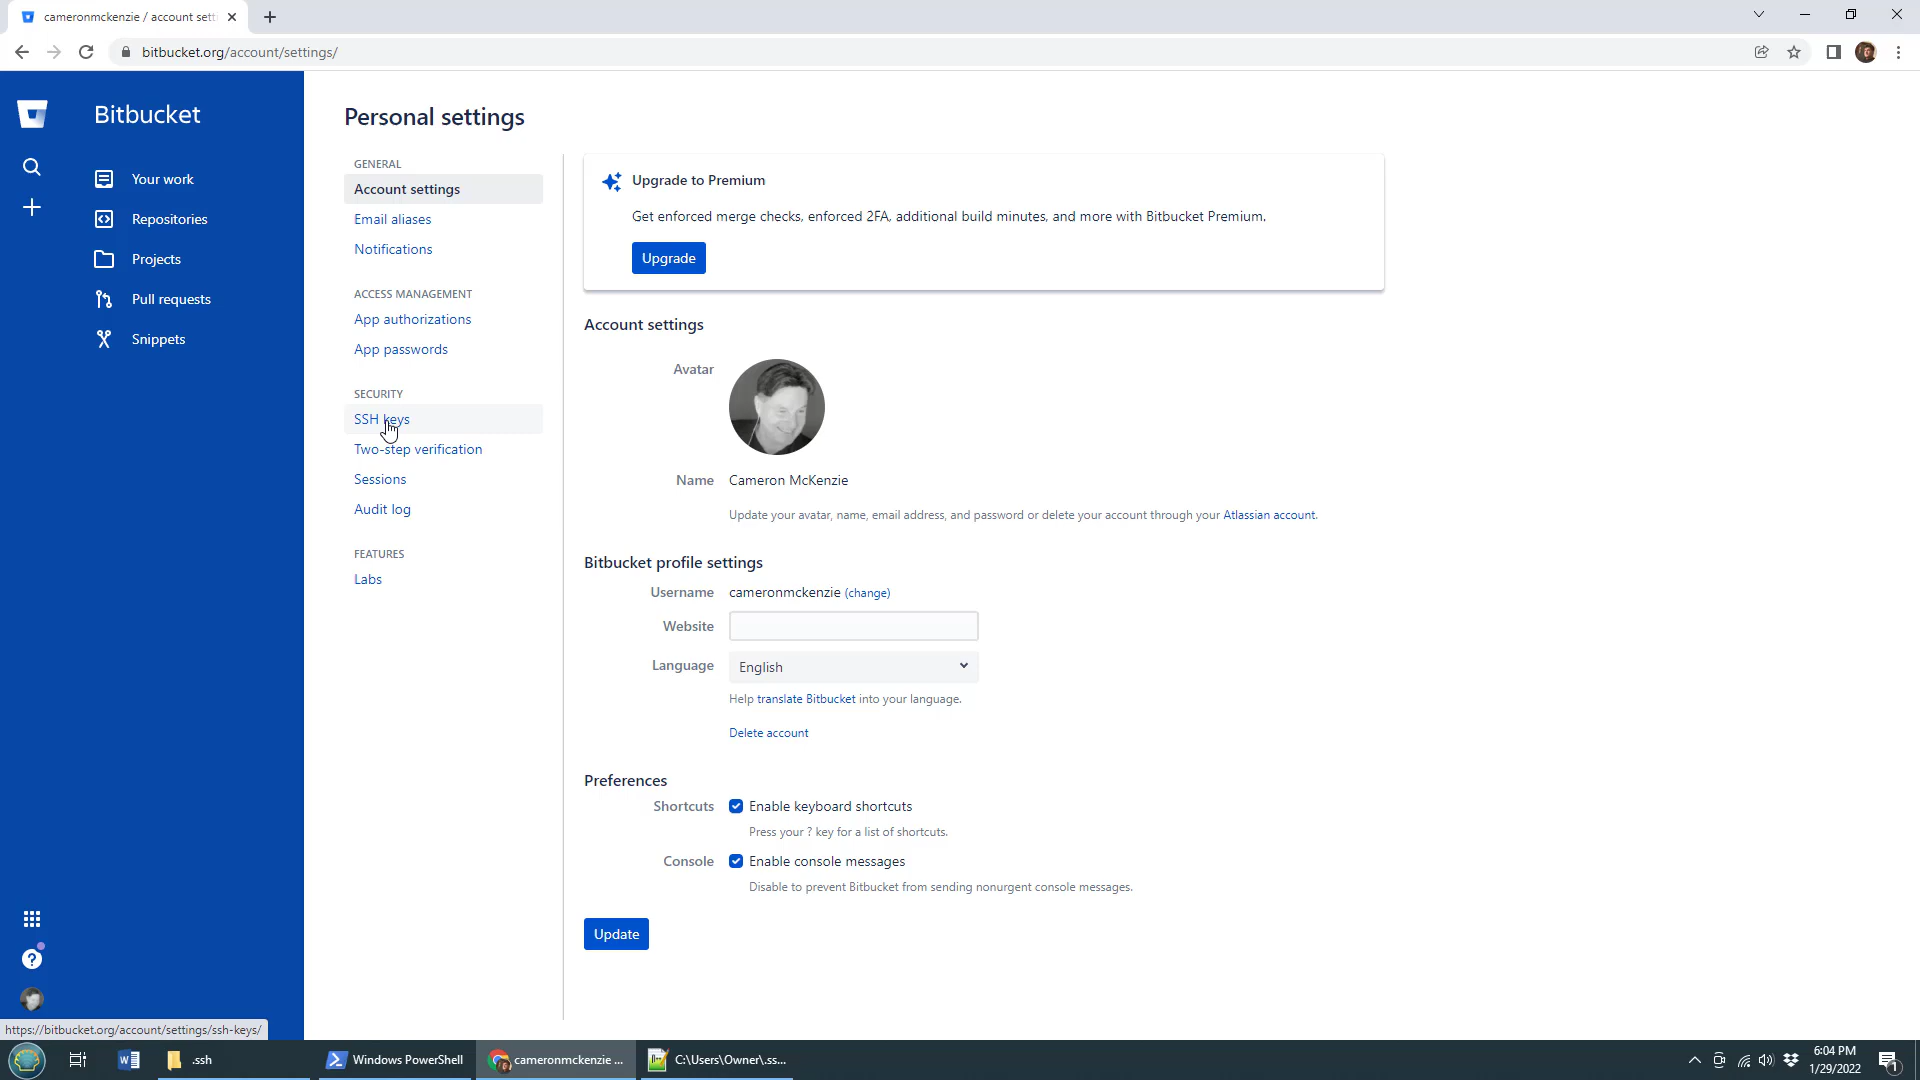 cameronmckenzie / account sett
bitbucket.org/account/settings/
Bitbucket
Your work
Repositories
Projects
Pull requests
Snippets
Personal settings
GENERAL
Account settings
Email aliases
Notifications
ACCESS MANAGEMENT
App authorizations
App passwords
SECURITY
SSH keys
Two-step verification
Sessions
Audit log
FEATURES
Labs
Upgrade to Premium
Get enforced merge checks, enforced 2FA, additional build minutes, and more with Bitbucket Premium.
Upgrade
Account settings
Avatar
Name Cameron McKenzie
Update your avatar, name, email address, and password or delete your account through your Atlassian account.
Bitbucket profile settings
Username cameronmckenzie (change)
Website
Language English
Help translate Bitbucket into your language.
Delete account
Preferences
Shortcuts Enable keyboard shortcuts
Press your ? key for a list of shortcuts.
Console Enable console messages
Disable to prevent Bitbucket from sending nonurgent console messages.
Update
https://bitbucket.org/account/settings/ssh-keys/
.ssh
Windows PowerShell
cameronmckenzie ...
C:\Users\Owner\.ss...
6:04 PM
1/29/2022
1